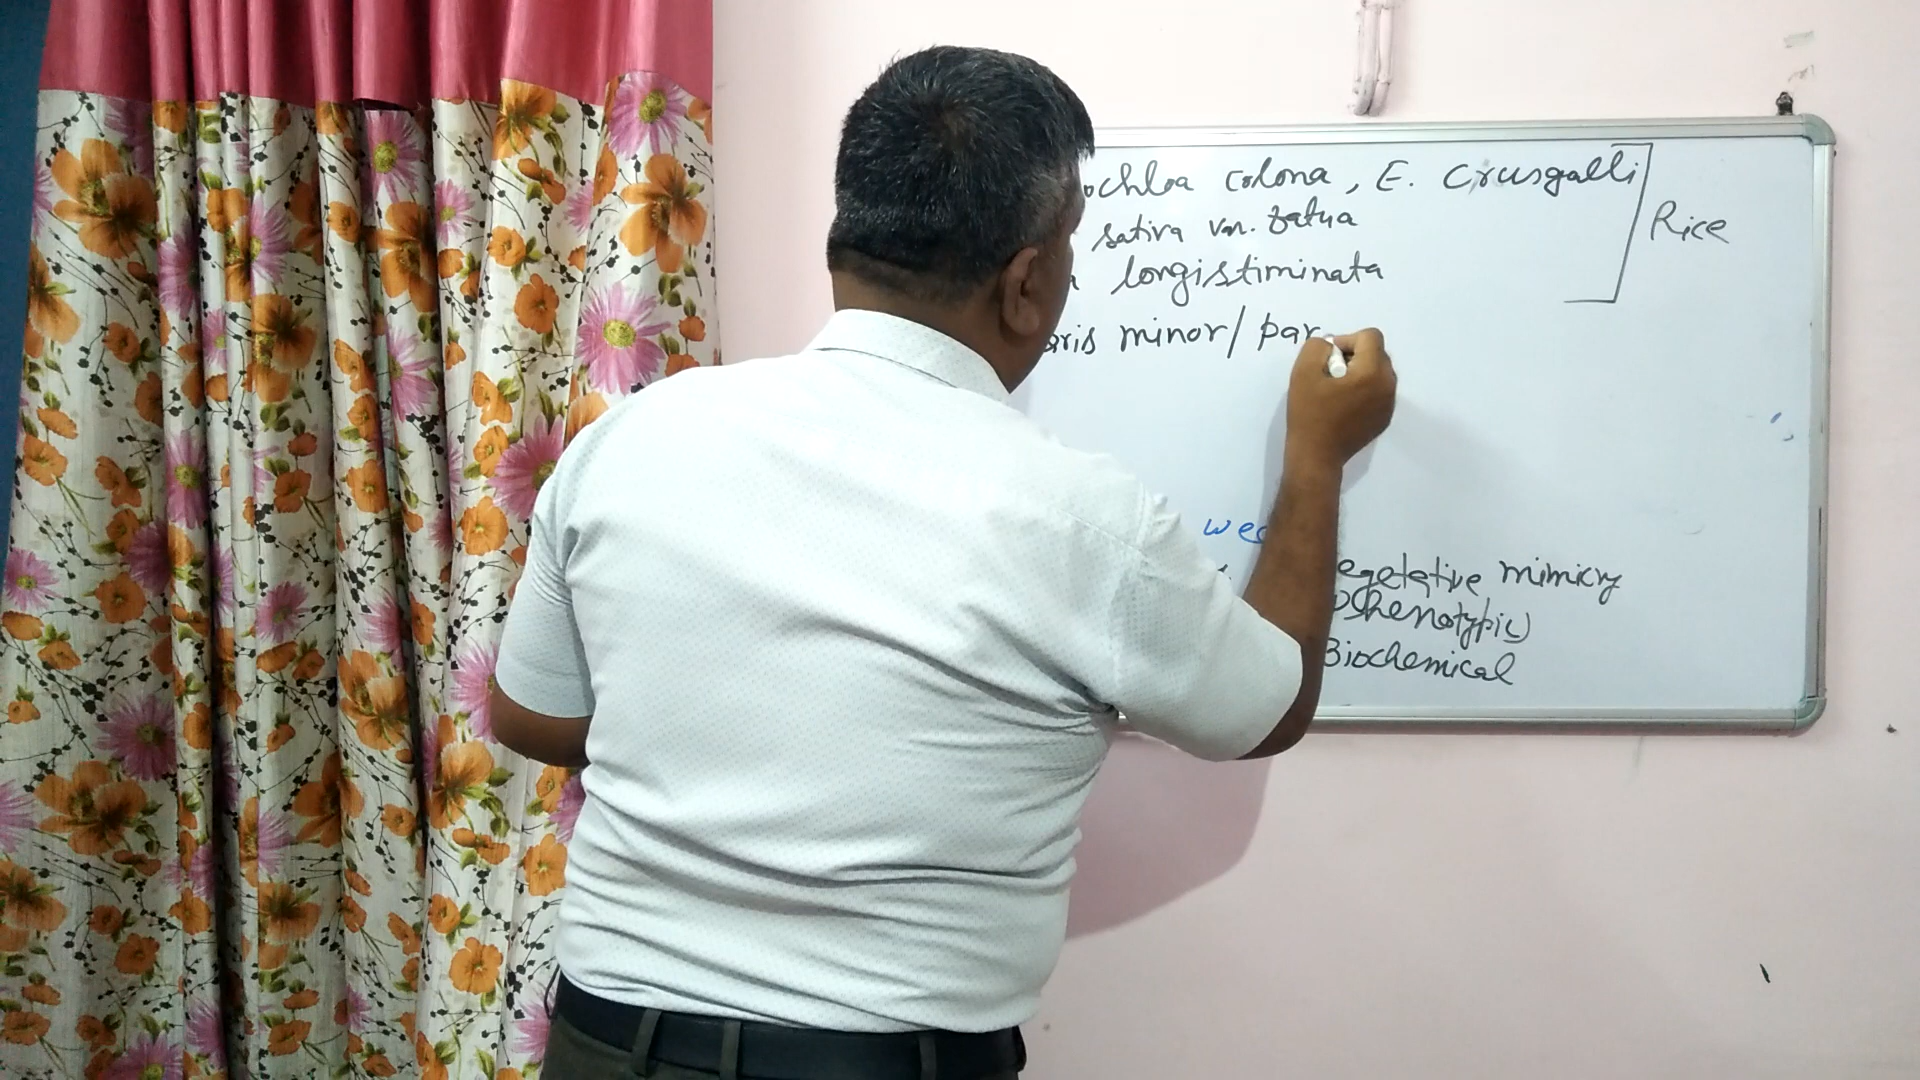 ochloa colona, E. Crusgalli
Rice
sativa var. fatua
longistiminata
aris minor/ par
we
egetative mimicry
(Phenotypic)
Biochemical